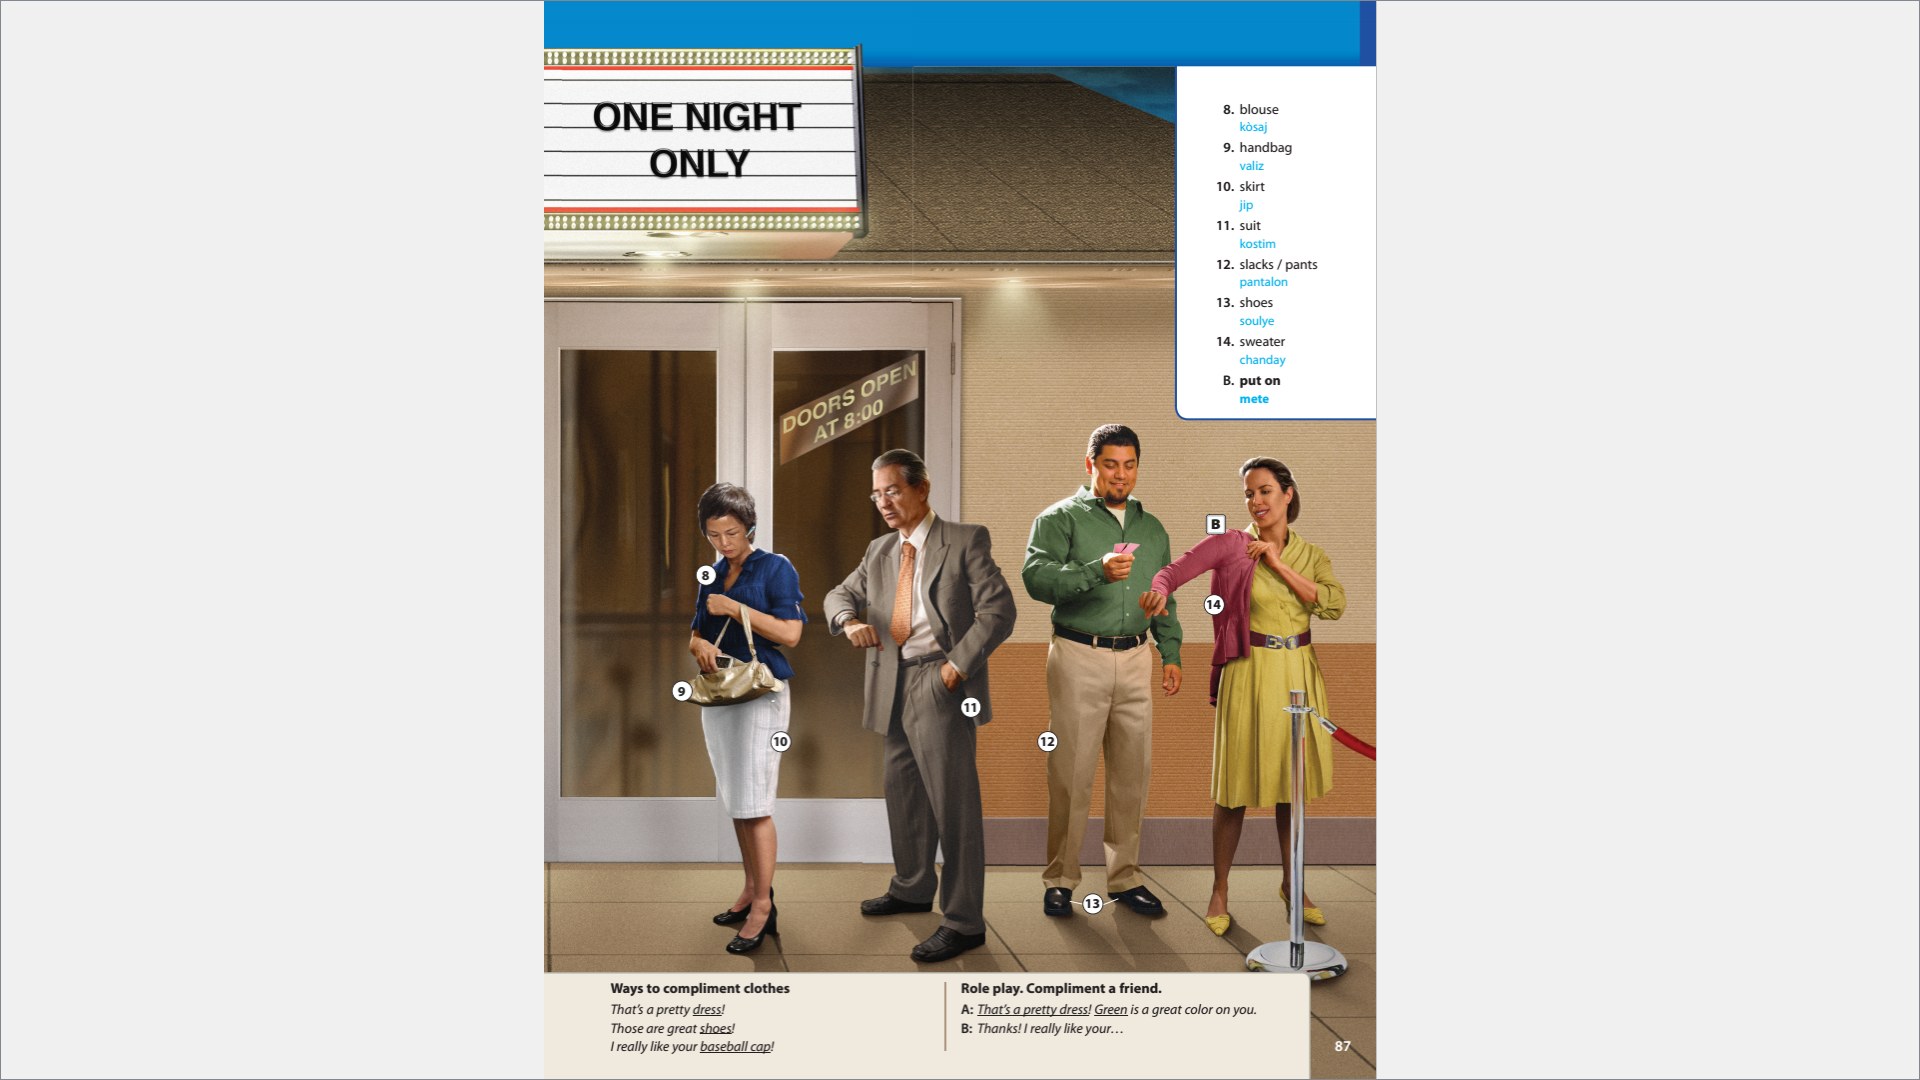 ONE NIGHT
ONLY
8. blouse
kòsaj
9. handbag
valiz
10. skirt
jip
11. suit
kostim
12. slacks / pants
pantalon
13. shoes
soulye
14. sweater
chanday
B. put on
mete
DOORS OPEN
AT 8:00
8
9
10
11
12
13
B
14
Ways to compliment clothes
That's a pretty dress!
Those are great shoes!
I really like your baseball cap!
Role play. Compliment a friend.
A: That's a pretty dress! Green is a great color on you.
B: Thanks! I really like your…
87